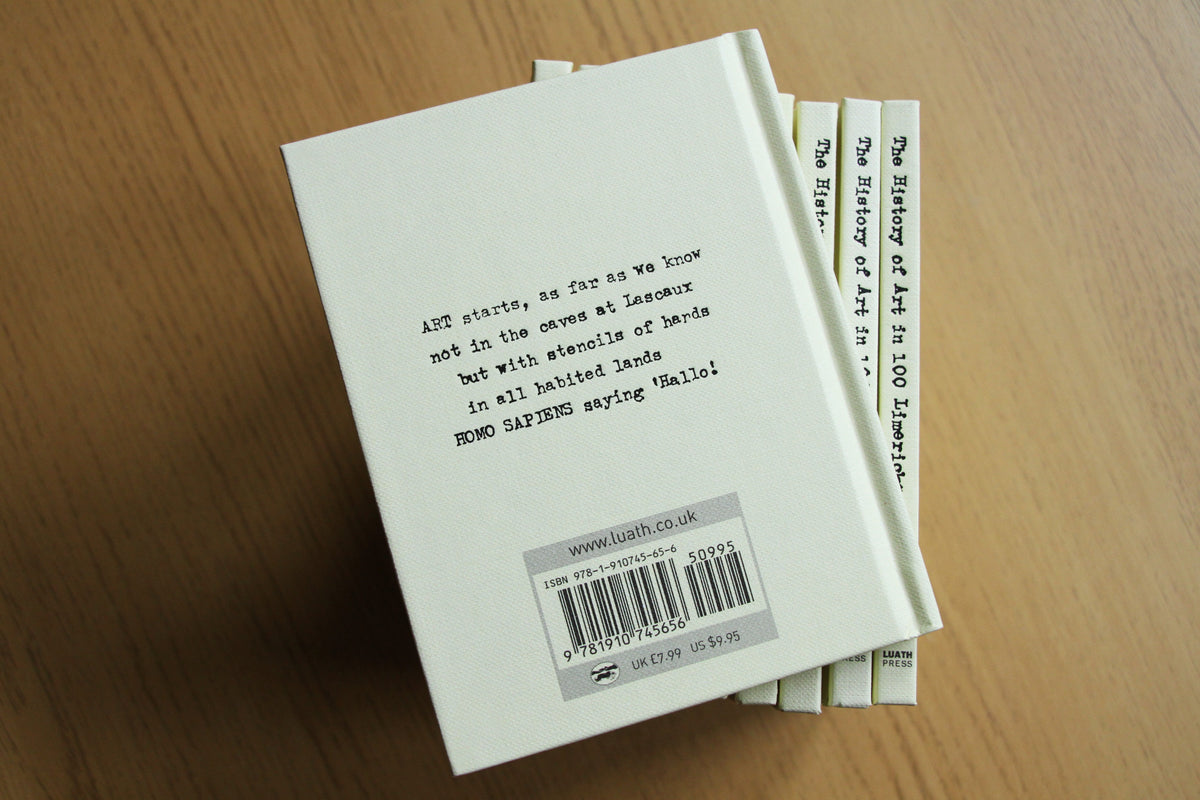 ART starts, as far as we know
not in the caves at Lascaux
but with stencils of hands
in all habited lands
HOMO SAPIENS saying 'Hallo!
www.luath.co.uk
ISBN 978-1-910745-65-6
50995
9 781910 745656
UK £7.99 US $9.95
The History
The History of Art in
The History of Art in 100 Limericks
LUATH
PRESS